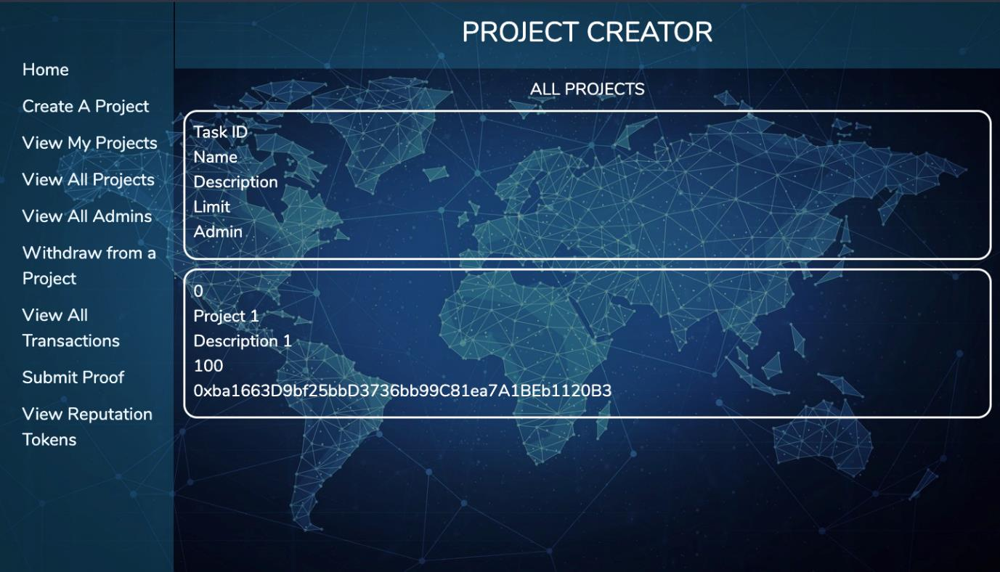 PROJECT CREATOR
Home
Create A Project
View My Projects
View All Projects
View All Admins
Withdraw from a
Project
View All
Transactions
Submit Proof
View Reputation
Tokens
ALL PROJECTS
Task ID
Name
Description
Limit
Admin
0
Project 1
Description 1
100
0xba1663D9bf25bbD3736bb99C81ea7A1BEb1120B3